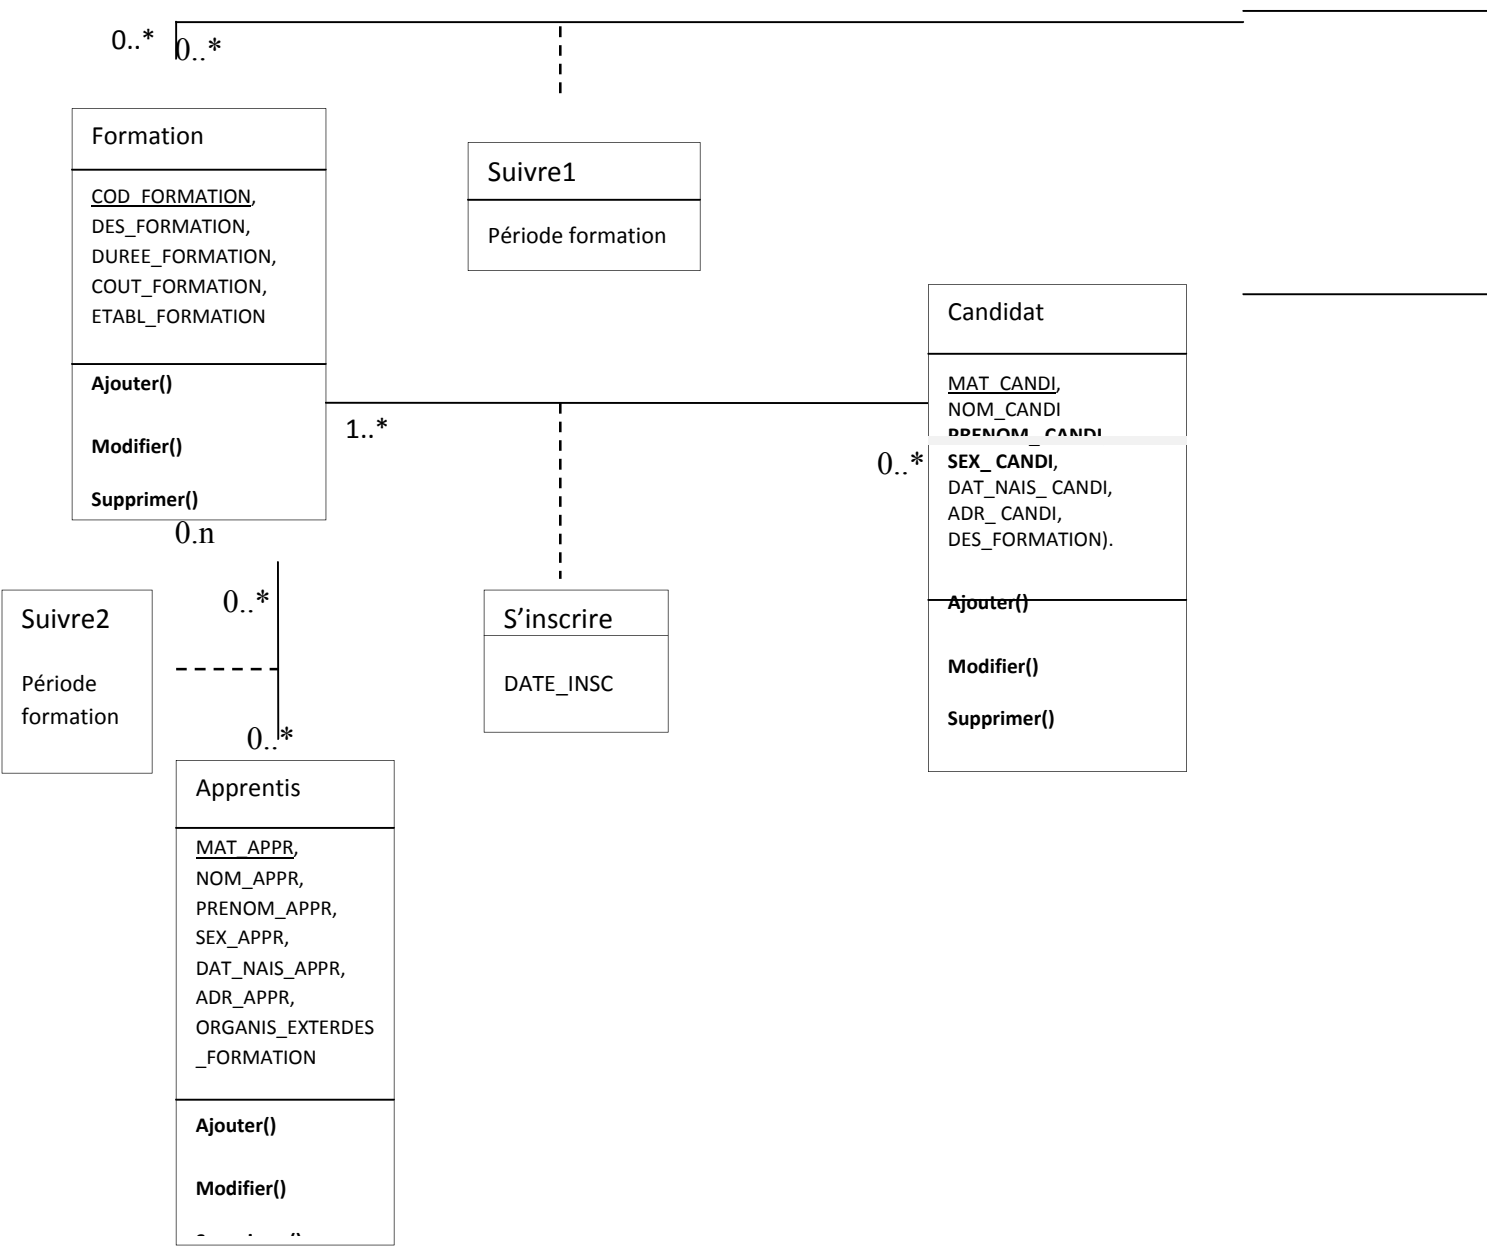 0..*
0..*
Formation
COD_FORMATION,
DES_FORMATION,
DUREE_FORMATION,
COUT_FORMATION,
ETABL_FORMATION
Ajouter()
Modifier()
Supprimer()
0.n
Suivre1
Période formation
1..*
0..*
Candidat
MAT_CANDI,
NOM_CANDI
PRENOM_ CANDI
SEX_ CANDI,
DAT_NAIS_ CANDI,
ADR_ CANDI,
DES_FORMATION).
Ajouter()
Modifier()
Supprimer()
Suivre2
Période
formation
0..*
0..*
S’inscrire
DATE_INSC
Apprentis
MAT_APPR,
NOM_APPR,
PRENOM_APPR,
SEX_APPR,
DAT_NAIS_APPR,
ADR_APPR,
ORGANIS_EXTERDES
_FORMATION
Ajouter()
Modifier()